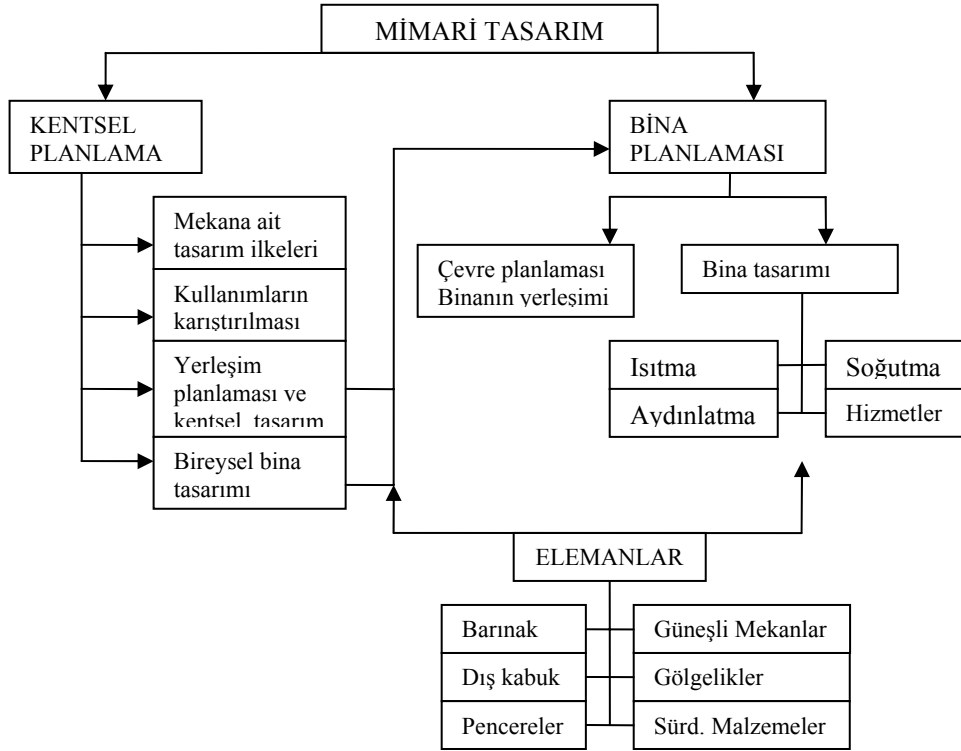 MİMARİ TASARIM
KENTSEL
PLANLAMA
BİNA
PLANLAMASI
Mekana ait
tasarım ilkeleri
Kullanımların
karıştırılması
Yerleşim
planlaması ve
kentsel tasarım
Bireysel bina
tasarımı
Çevre planlaması
Binanın yerleşimi
Bina tasarımı
Isıtma
Soğutma
Aydınlatma
Hizmetler
ELEMANLAR
Barınak
Güneşli Mekanlar
Dış kabuk
Gölgelikler
Pencereler
Sürd. Malzemeler